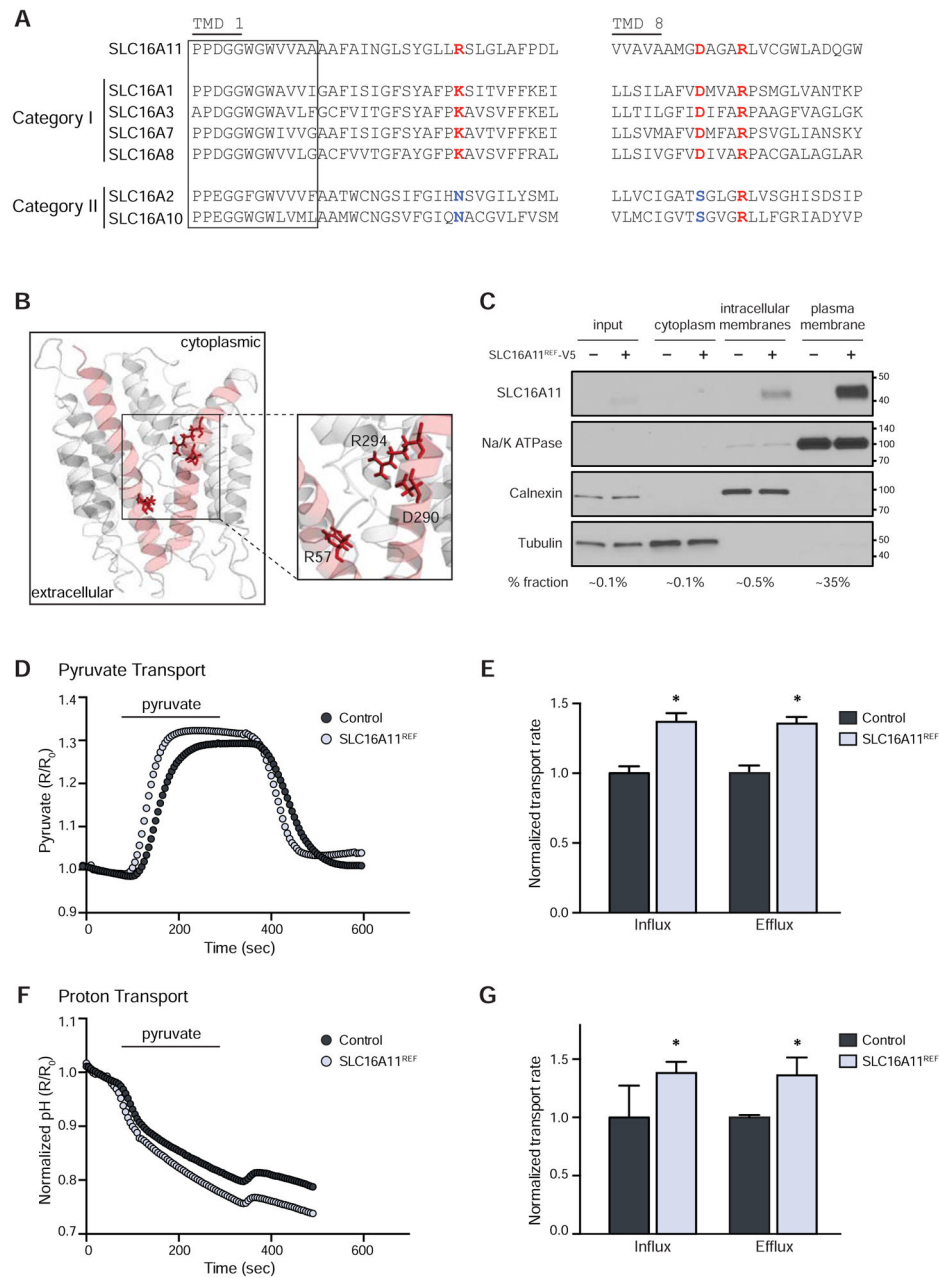 A
TMD 1 TMD 8
SLC16A11 PPDGGWGWVVAAAAFAINGLSYGLLRSLGLAFPDL VVAVAAMGDAGARLVCGWLADQGW
Category I
SLC16A1 PPDGGWGWAVVIGAFISIGFSYAFPKSITVFFKEI LLSILAFVDMVARPSMGLVANTKP
SLC16A3 APDGGWGWAVLFGCFVITGFSYAFPKAVSVFFKEL LLTILGFIDIFARPAAGFVAGLGK
SLC16A7 PPDGGWGWIVVGAAFISIGFSYAFPKAVTVFFKEI LLSVMAFVDMFARPSVGLIANSKY
SLC16A8 PPDGGWGWVVLGACFVVTGFAYGFPKAVSVFFRAL LLSIVGFVDIVARPACGALAGLAR
Category II
SLC16A2 PPEGGFGWVVVFAATWCNGSIFGIHNSVGILYSML LLVCIGATSGLGRLVSGHISDSIP
SLC16A10 PPEGGWGWLVMLAAMWCNGSVFGIQNACGVLFVSM VLMCIGVTSGVGRLLFGRIADYVP
B
cytoplasmic
extracellular
R294
D290
R57
C
input cytoplasm intracellular membranes plasma membrane
SLC16A11REF-V5 − + − + − + − +
SLC16A11 50 40
Na/K ATPase 140 100 70
Calnexin 100 70
Tubulin 50 40
% fraction ~0.1% ~0.1% ~0.5% ~35%
D Pyruvate Transport
pyruvate
Control
SLC16A11REF
Pyruvate (R/R0)
1.4
1.3
1.2
1.1
1.0
0.9
0 200 400 600
Time (sec)
E
Normalized transport rate
1.5
1.0
0.5
0.0
* *
Influx Efflux
Control
SLC16A11REF
F Proton Transport
pyruvate
Control
SLC16A11REF
Normalized pH (R/R0)
1.1
1.0
0.9
0.8
0.7
0 200 400 600
Time (sec)
G
Normalized transport rate
1.5
1.0
0.5
0.0
* *
Influx Efflux
Control
SLC16A11REF